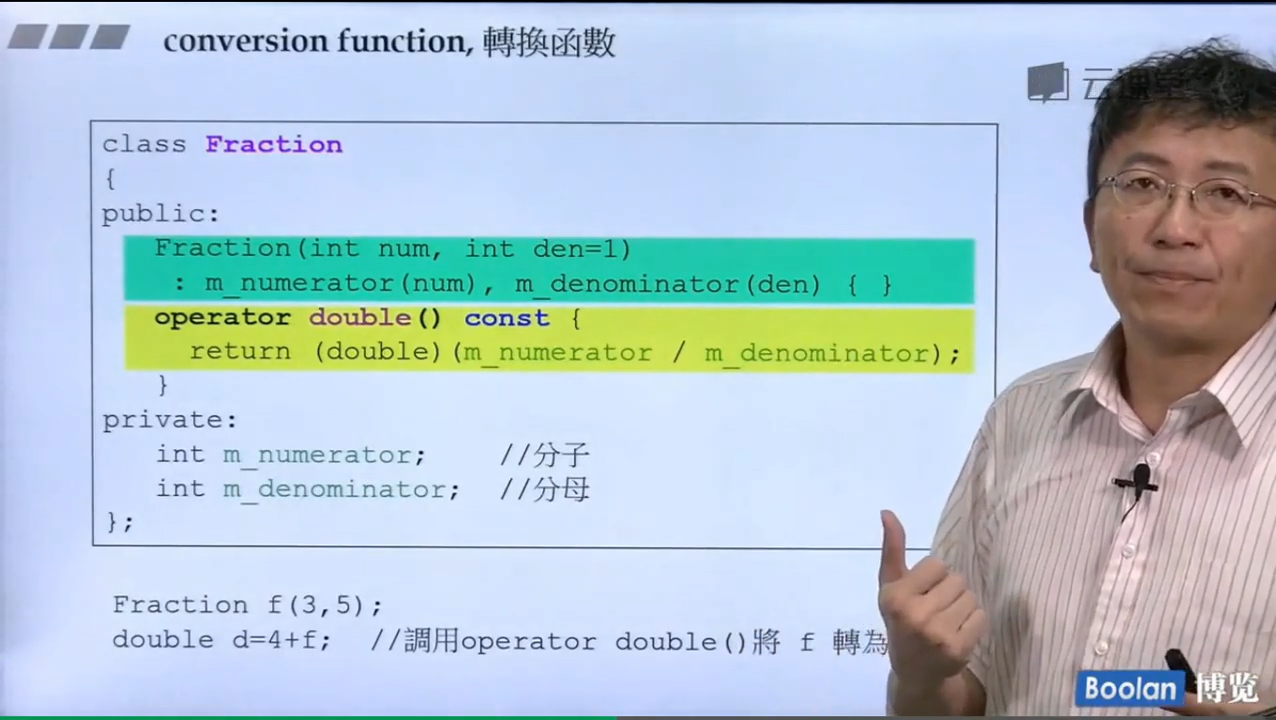 conversion function, 轉換函數
云课堂
class Fraction
{
public:
Fraction(int num, int den=1)
: m_numerator(num), m_denominator(den) { }
operator double() const {
return (double)(m_numerator / m_denominator);
}
private:
int m_numerator; //分子
int m_denominator; //分母
};
Fraction f(3,5);
double d=4+f; //調用operator double()將 f 轉為
Boolan 博览